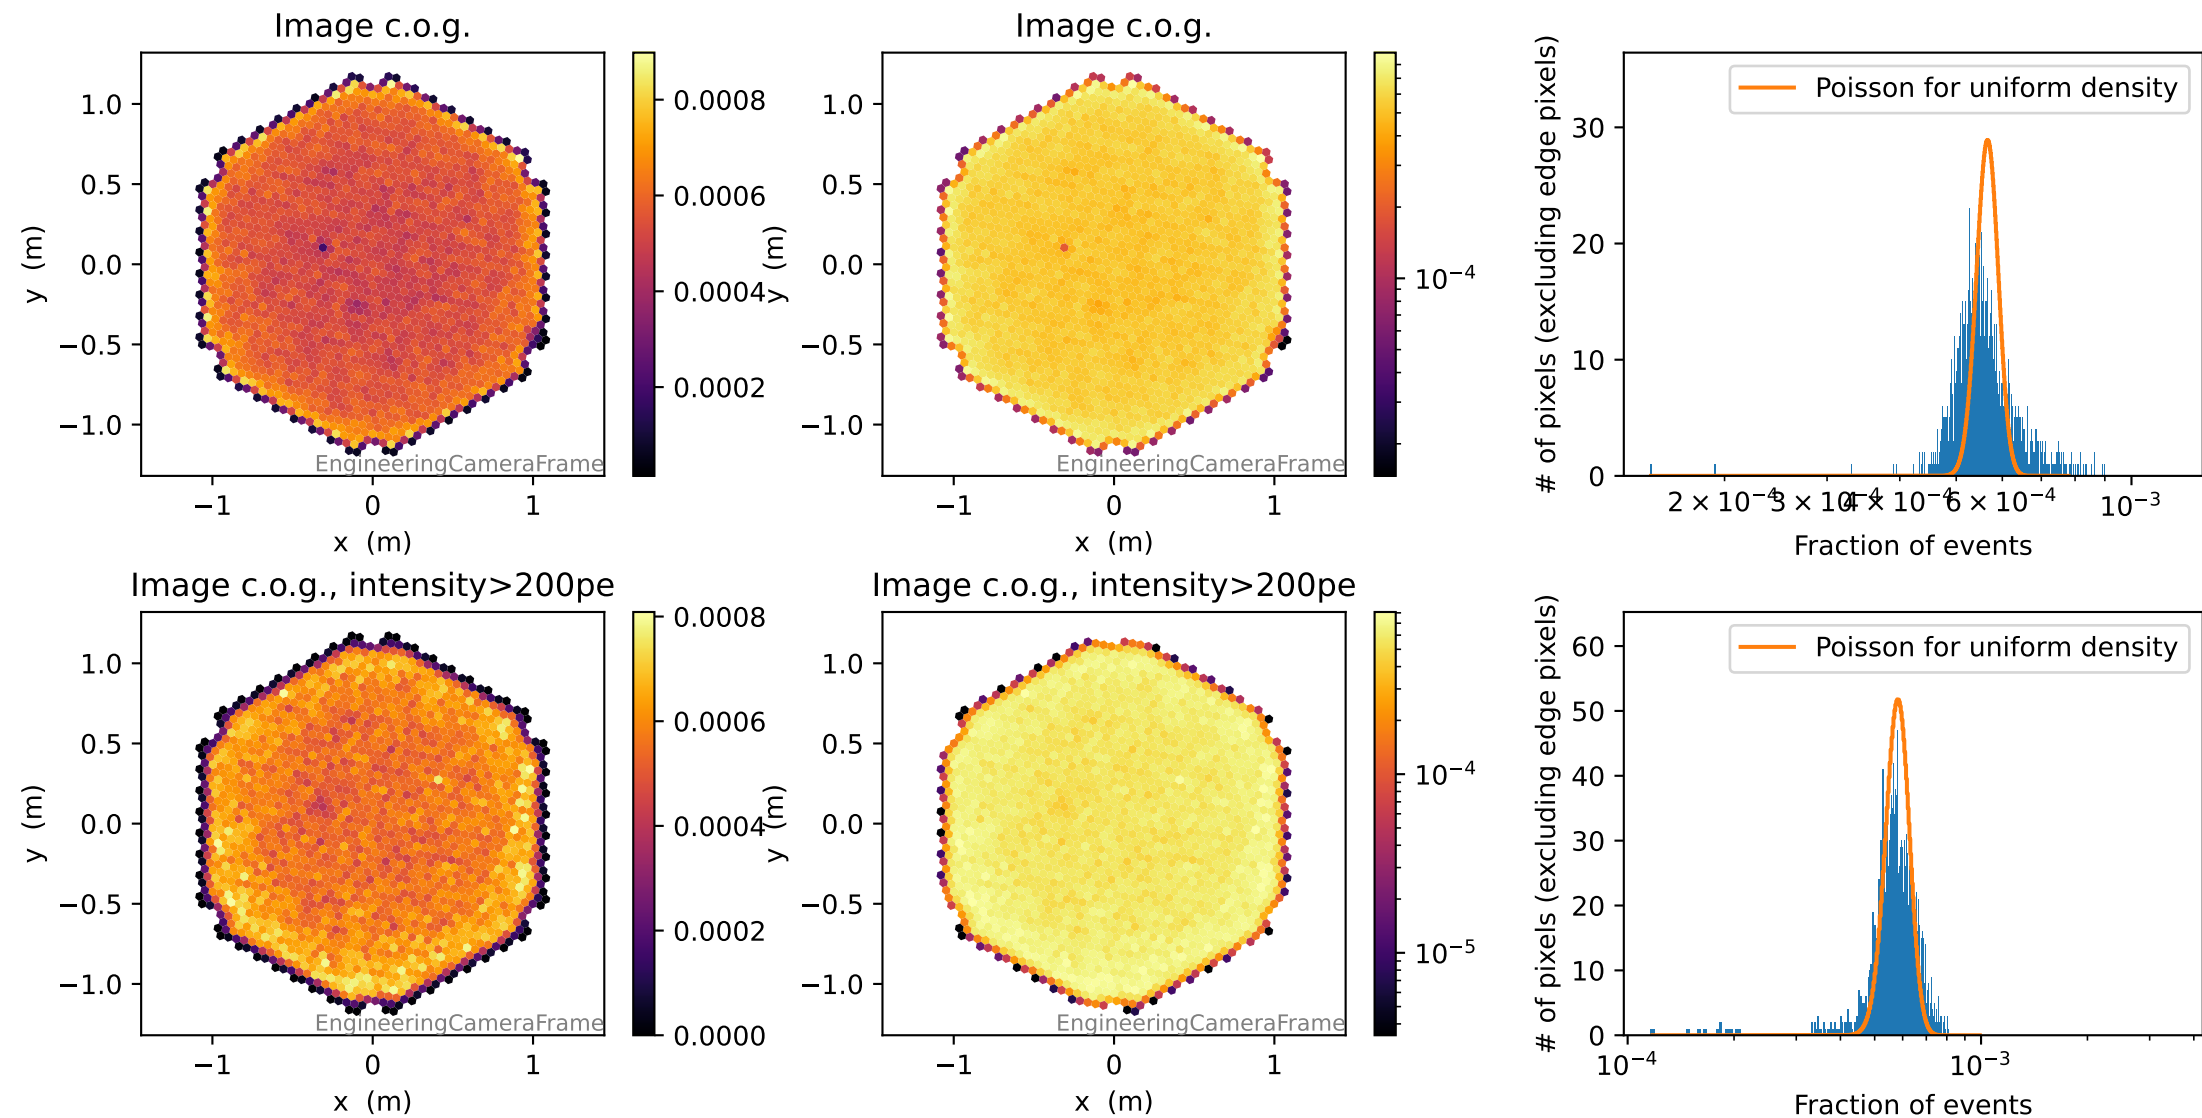 Image c.o.g.
1.0
0.5
0.0
−0.5
−1.0
y (m)
−1
0
1
x (m)
EngineeringCameraFrame
0.0008
0.0006
0.0004
0.0002
Image c.o.g.
1.0
0.5
0.0
−0.5
−1.0
y (m)
−1
0
1
x (m)
EngineeringCameraFrame
10⁻⁴
# of pixels (excluding edge pixels)
30
20
10
0
Poisson for uniform density
2 × 10⁻⁴
3 × 10⁻⁴
4 × 10⁻⁴
6 × 10⁻⁴
10⁻³
Fraction of events
Image c.o.g., intensity>200pe
1.0
0.5
0.0
−0.5
−1.0
y (m)
−1
0
1
x (m)
EngineeringCameraFrame
0.0008
0.0006
0.0004
0.0002
0.0000
Image c.o.g., intensity>200pe
1.0
0.5
0.0
−0.5
−1.0
y (m)
−1
0
1
x (m)
EngineeringCameraFrame
10⁻⁴
10⁻⁵
# of pixels (excluding edge pixels)
60
50
40
30
20
10
0
Poisson for uniform density
10⁻⁴
10⁻³
Fraction of events